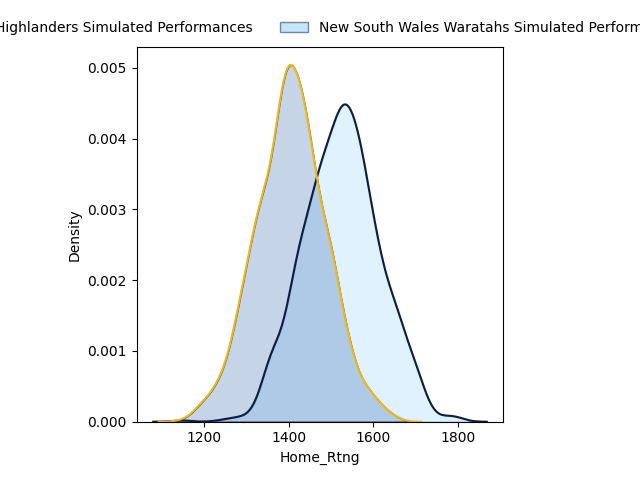 Highlanders Simulated Performances
New South Wales Waratahs Simulated Perform
0.005
0.004
0.003
0.002
0.001
0.000
Density
1200 1400 1600 1800
Home_Rtng